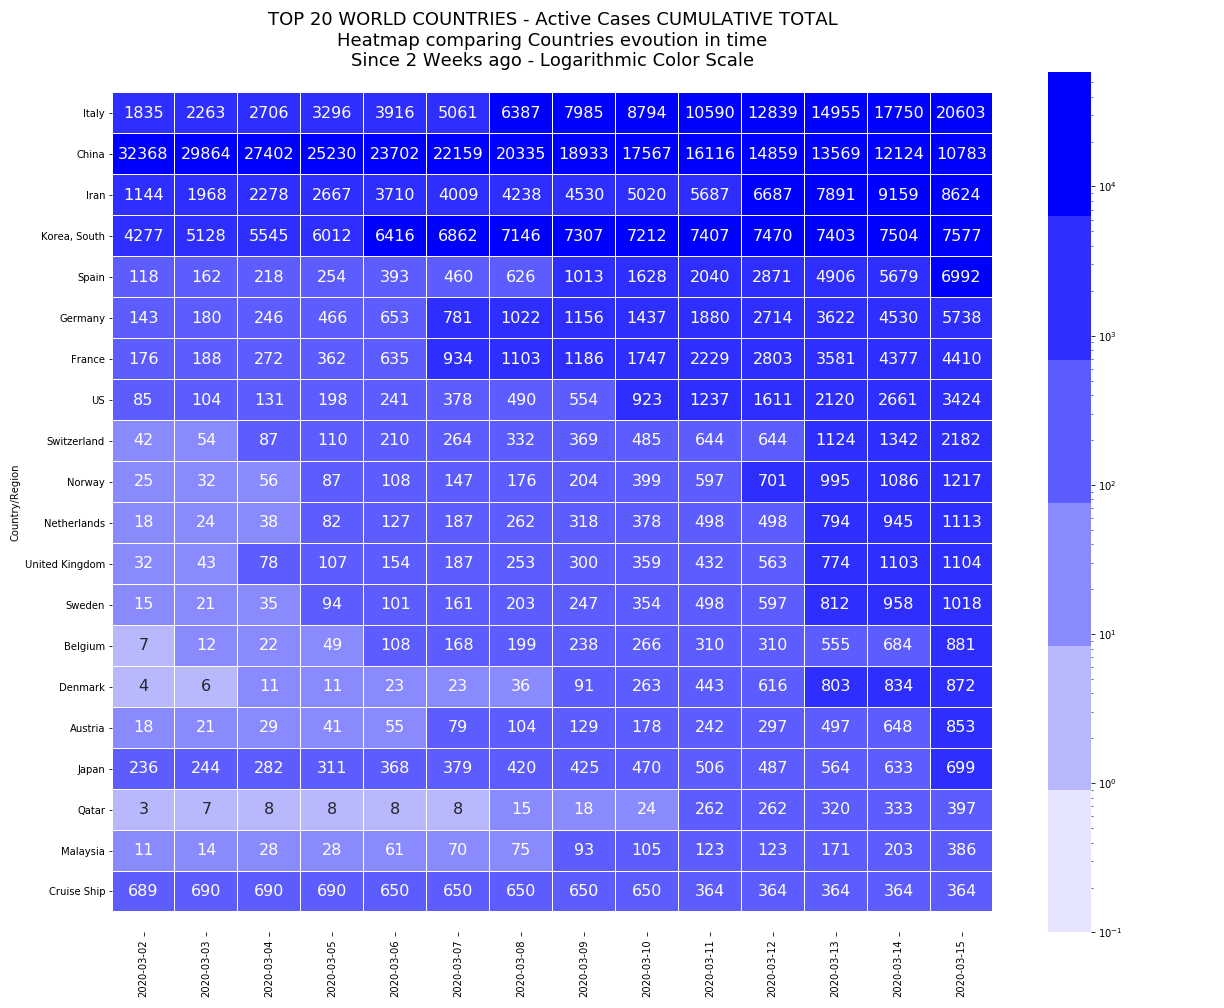 TOP 20 WORLD COUNTRIES - Active Cases CUMULATIVE TOTAL
Heatmap comparing Countries evoution in time
Since 2 Weeks ago - Logarithmic Color Scale
Italy 1835 2263 2706 3296 3916 5061 6387 7985 8794 10590 12839 14955 17750 20603
China 32368 29864 27402 25230 23702 22159 20335 18933 17567 16116 14859 13569 12124 10783
Iran 1144 1968 2278 2667 3710 4009 4238 4530 5020 5687 6687 7891 9159 8624
Korea, South 4277 5128 5545 6012 6416 6862 7146 7307 7212 7407 7470 7403 7504 7577
Spain 118 162 218 254 393 460 626 1013 1628 2040 2871 4906 5679 6992
Germany 143 180 246 466 653 781 1022 1156 1437 1880 2714 3622 4530 5738
France 176 188 272 362 635 934 1103 1186 1747 2229 2803 3581 4377 4410
US 85 104 131 198 241 378 490 554 923 1237 1611 2120 2661 3424
Switzerland 42 54 87 110 210 264 332 369 485 644 644 1124 1342 2182
Norway 25 32 56 87 108 147 176 204 399 597 701 995 1086 1217
Netherlands 18 24 38 82 127 187 262 318 378 498 498 794 945 1113
United Kingdom 32 43 78 107 154 187 253 300 359 432 563 774 1103 1104
Sweden 15 21 35 94 101 161 203 247 354 498 597 812 958 1018
Belgium 7 12 22 49 108 168 199 238 266 310 310 555 684 881
Denmark 4 6 11 11 23 23 36 91 263 443 616 803 834 872
Austria 18 21 29 41 55 79 104 129 178 242 297 497 648 853
Japan 236 244 282 311 368 379 420 425 470 506 487 564 633 699
Qatar 3 7 8 8 8 8 15 18 24 262 262 320 333 397
Malaysia 11 14 28 28 61 70 75 93 105 123 123 171 203 386
Cruise Ship 689 690 690 690 650 650 650 650 650 364 364 364 364 364
2020-03-02 2020-03-03 2020-03-04 2020-03-05 2020-03-06 2020-03-07 2020-03-08 2020-03-09 2020-03-10 2020-03-11 2020-03-12 2020-03-13 2020-03-14 2020-03-15
Country/Region
10⁴
10³
10²
10¹
10⁰
10⁻¹